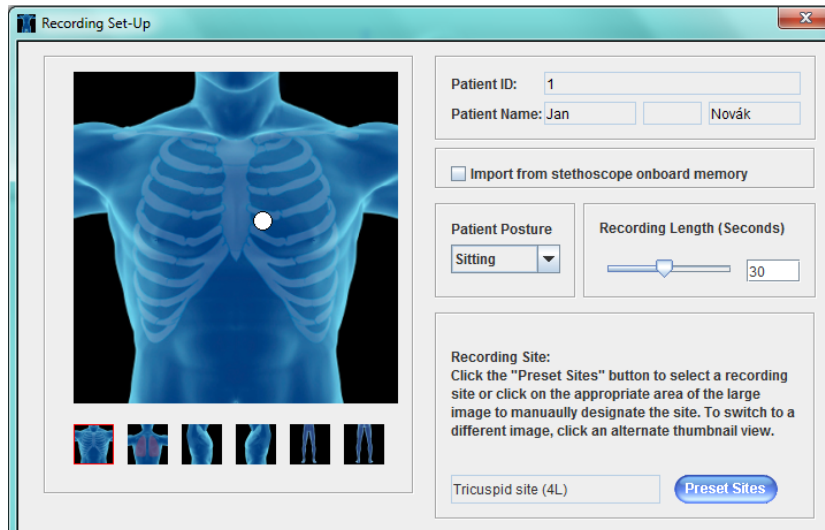 Recording Set-Up
Patient ID: 1
Patient Name: Jan Novák
Import from stethoscope onboard memory
Patient Posture
Sitting
Recording Length (Seconds)
30
Recording Site:
Click the "Preset Sites" button to select a recording
site or click on the appropriate area of the large
image to manuaully designate the site. To switch to a
different image, click an alternate thumbnail view.
Tricuspid site (4L)
Preset Sites